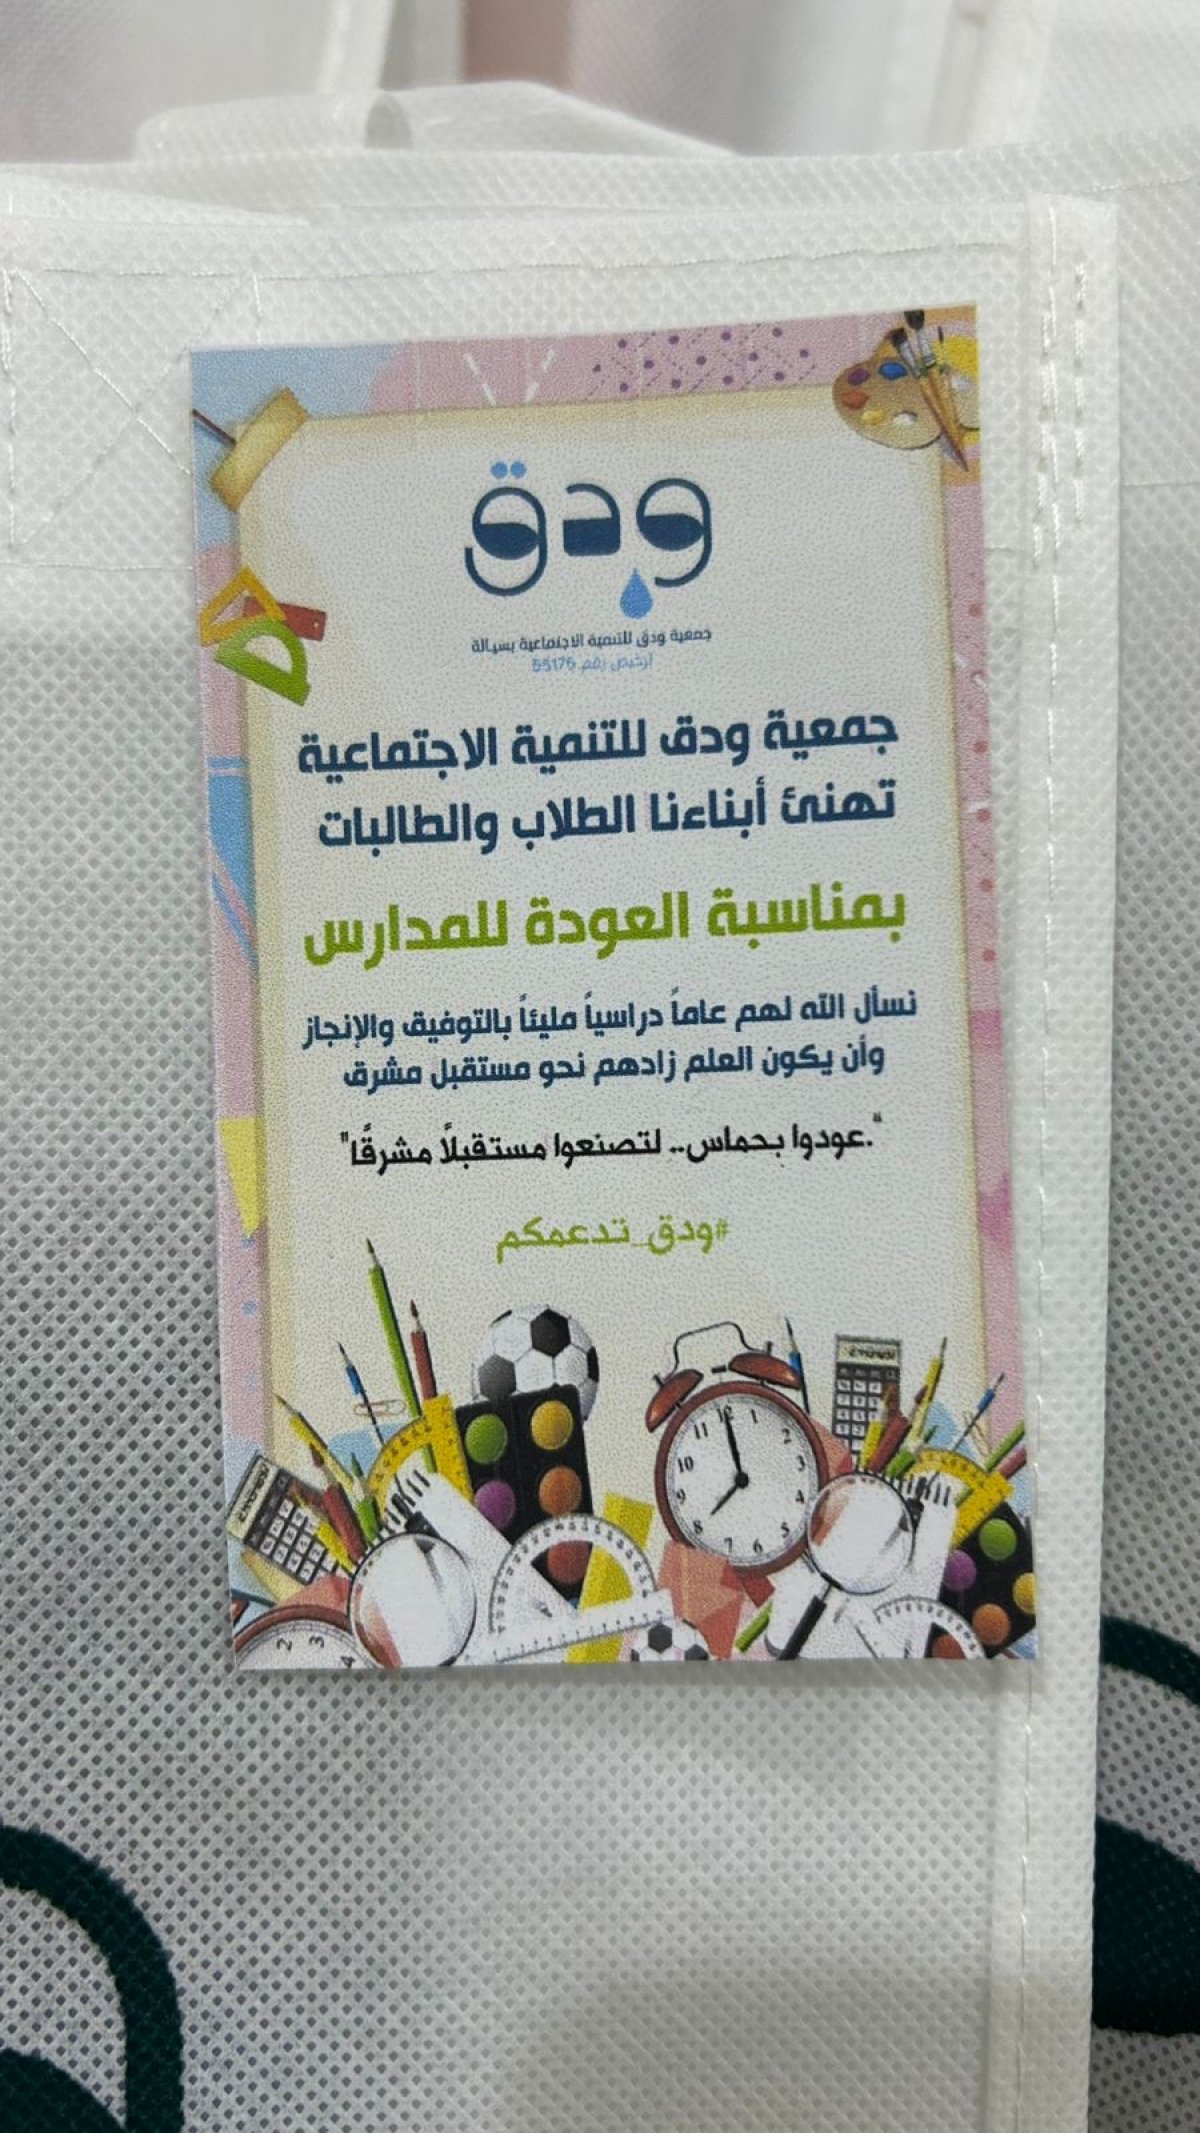 ودق
جمعية ودق للتنمية الاجتماعية بسيالة
ترخيص رقم 55176
جمعية ودق للتنمية الاجتماعية
تهنئ أبناءنا الطلاب والطالبات
بمناسبة العودة للمدارس
نسأل الله لهم عاماً دراسياً مليئاً بالتوفيق والإنجاز
وأن يكون العلم زادهم نحو مستقبل مشرق
"عودوا بحماس.. لتصنعوا مستقبلًا مشرقًا."
#ودق_تدعمكم